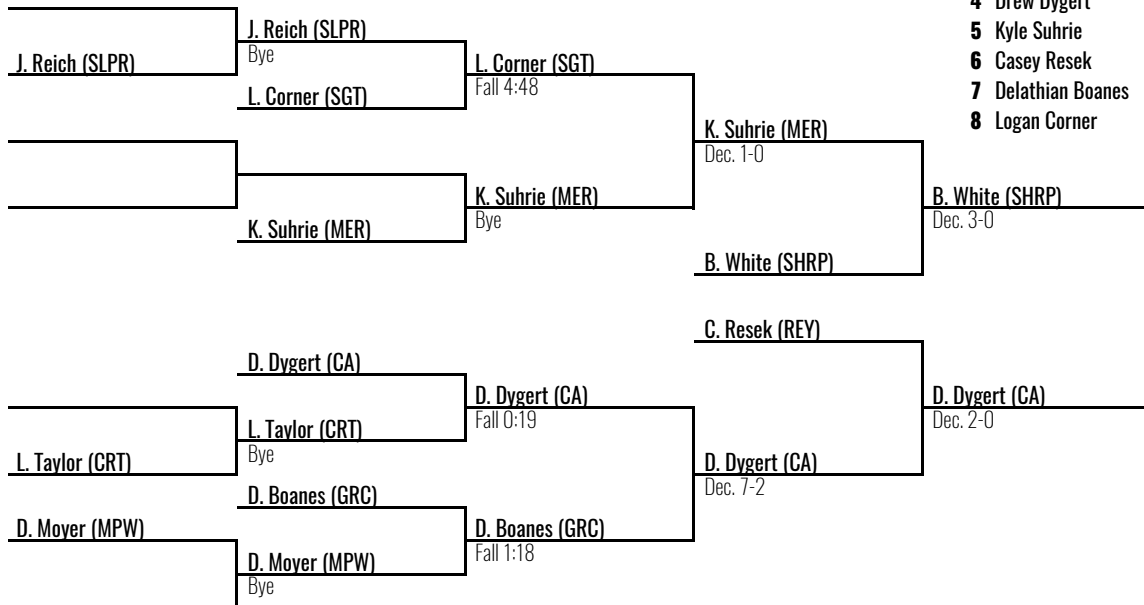 4 Drew Dygert
J. Reich (SLPR)
Bye
5 Kyle Suhrie
J. Reich (SLPR)
L. Corner (SGT)
6 Casey Resek
Fall 4:48
7 Delathian Boanes
L. Corner (SGT)
8 Logan Corner
K. Suhrie (MER)
Dec. 1-0
K. Suhrie (MER)
B. White (SHRP)
Bye
Dec. 3-0
K. Suhrie (MER)
B. White (SHRP)
C. Resek (REY)
D. Dygert (CA)
D. Dygert (CA)
D. Dygert (CA)
Fall 0:19
Dec. 2-0
L. Taylor (CRT)
Bye
L. Taylor (CRT)
D. Dygert (CA)
Dec. 7-2
D. Boanes (GRC)
D. Moyer (MPW)
D. Boanes (GRC)
Fall 1:18
D. Moyer (MPW)
Bye